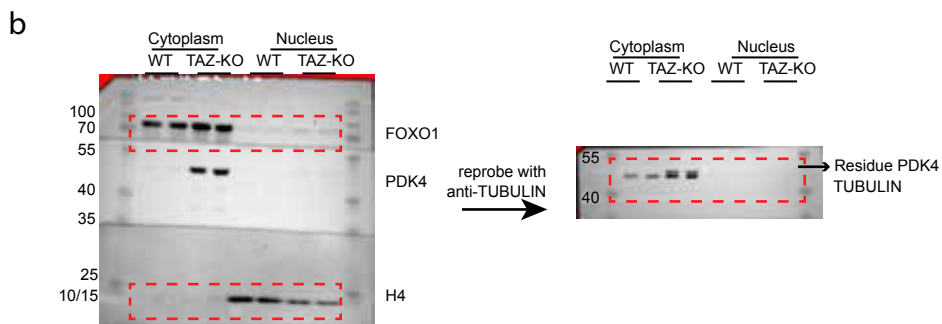 b
Cytoplasm Nucleus
WT TAZ-KO WT TAZ-KO
100
70
55
40
35
25
10/15
FOXO1
PDK4
H4
reprobe with
anti-TUBULIN
Cytoplasm Nucleus
WT TAZ-KO WT TAZ-KO
55
40
Residue PDK4
TUBULIN